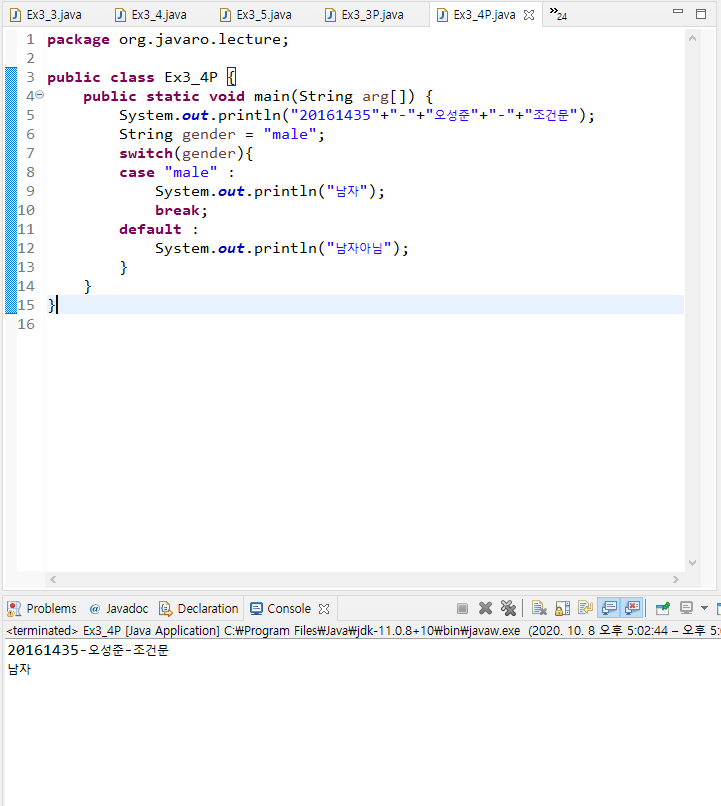 Ex3_3.java Ex3_4.java Ex3_5.java Ex3_3P.java Ex3_4P.java »24
1 package org.javaro.lecture;
2
3 public class Ex3_4P {
4 public static void main(String arg[]) {
5 System.out.println("20161435"+"-"+"오성준"+"-"+"조건문");
6 String gender = "male";
7 switch(gender){
8 case "male" :
9 System.out.println("남자");
10 break;
11 default :
12 System.out.println("남자아님");
13 }
14 }
15 }
16
Problems @ Javadoc Declaration Console
<terminated> Ex3_4P [Java Application] C:₩Program Files₩Java₩jdk-11.0.8+10₩bin₩javaw.exe (2020. 10. 8 오후 5:02:44 – 오후 5:
20161435-오성준-조건문
남자